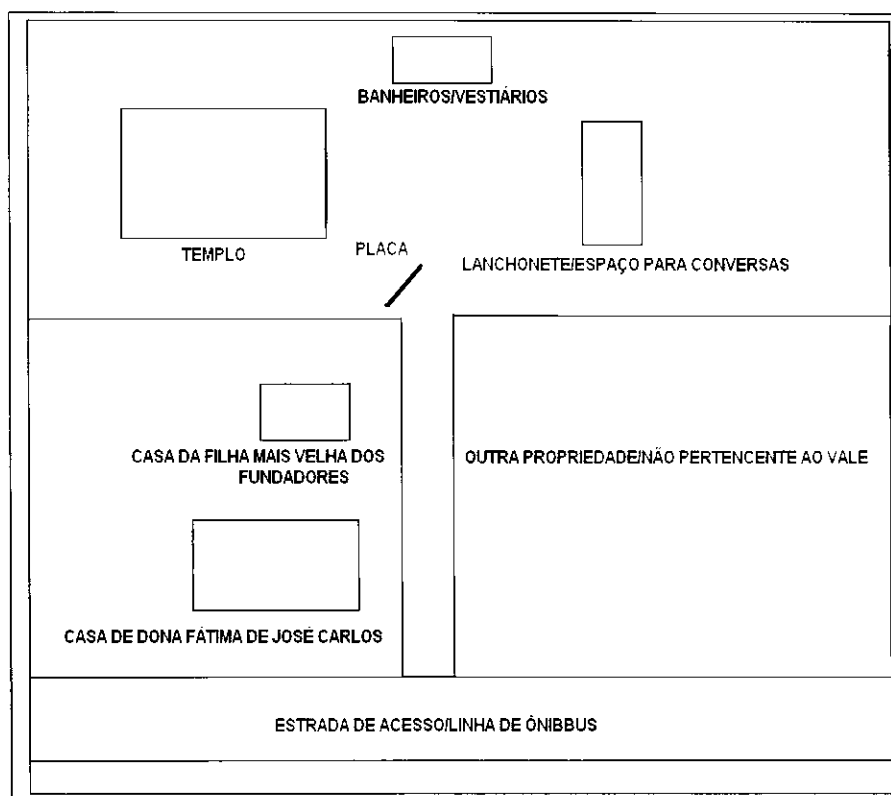 BANHEIROS/VESTIÁRIOS
TEMPLO
PLACA
LANCHONETE/ESPAÇO PARA CONVERSAS
CASA DA FILHA MAIS VELHA DOS
FUNDADORES
OUTRA PROPRIEDADE/NÃO PERTENCENTE AO VALE
CASA DE DONA FÁTIMA DE JOSÉ CARLOS
ESTRADA DE ACESSO/LINHA DE ÔNIBBUS